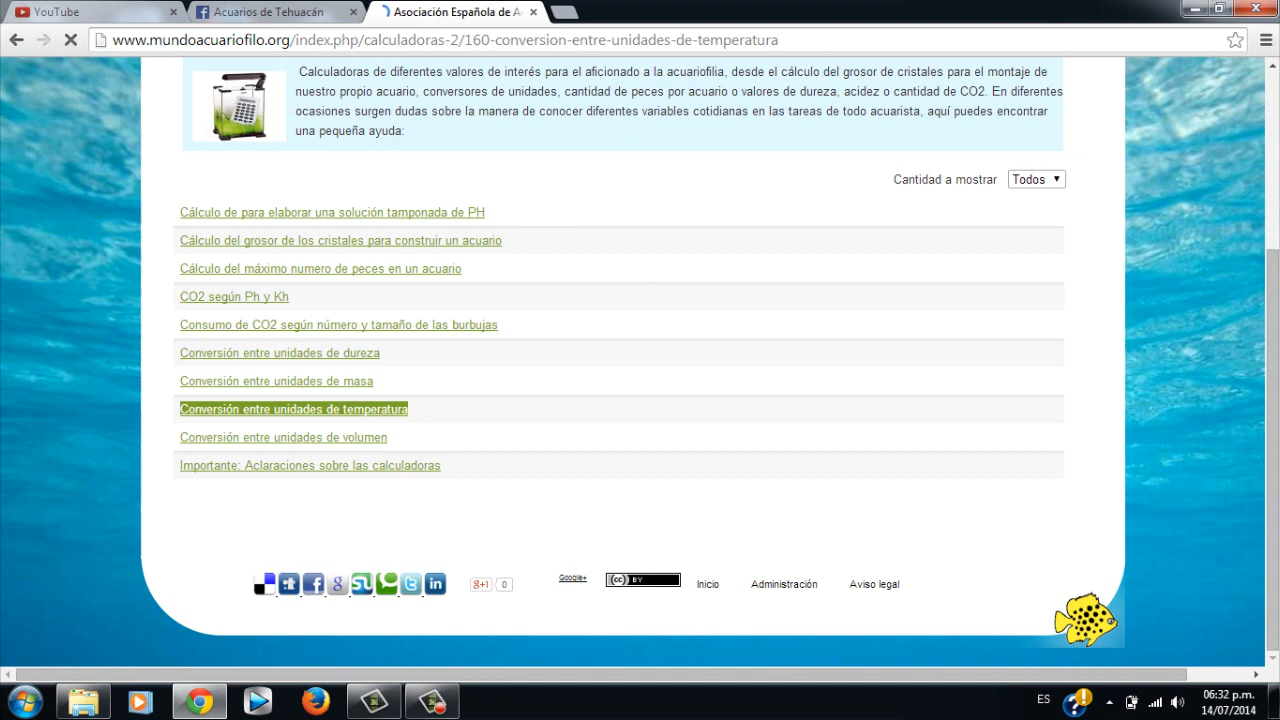 YouTube
Acuarios de Tehuacán
Asociación Española de A
www.mundoacuariofilo.org/index.php/calculadoras-2/160-conversion-entre-unidades-de-temperatura
Calculadoras de diferentes valores de interés para el aficionado a la acuariofilia, desde el cálculo del grosor de cristales para el montaje de
nuestro propio acuario, conversores de unidades, cantidad de peces por acuario o valores de dureza, acidez o cantidad de CO2. En diferentes
ocasiones surgen dudas sobre la manera de conocer diferentes variables cotidianas en las tareas de todo acuarista, aquí puedes encontrar
una pequeña ayuda:
Cantidad a mostrar Todos
Cálculo de para elaborar una solución tamponada de PH
Cálculo del grosor de los cristales para construir un acuario
Cálculo del máximo numero de peces en un acuario
CO2 según Ph y Kh
Consumo de CO2 según número y tamaño de las burbujas
Conversión entre unidades de dureza
Conversión entre unidades de masa
Conversión entre unidades de temperatura
Conversión entre unidades de volumen
Importante: Aclaraciones sobre las calculadoras
g+1 0
Google+
cc BY
Inicio Administración Aviso legal
ES
06:32 p.m.
14/07/2014